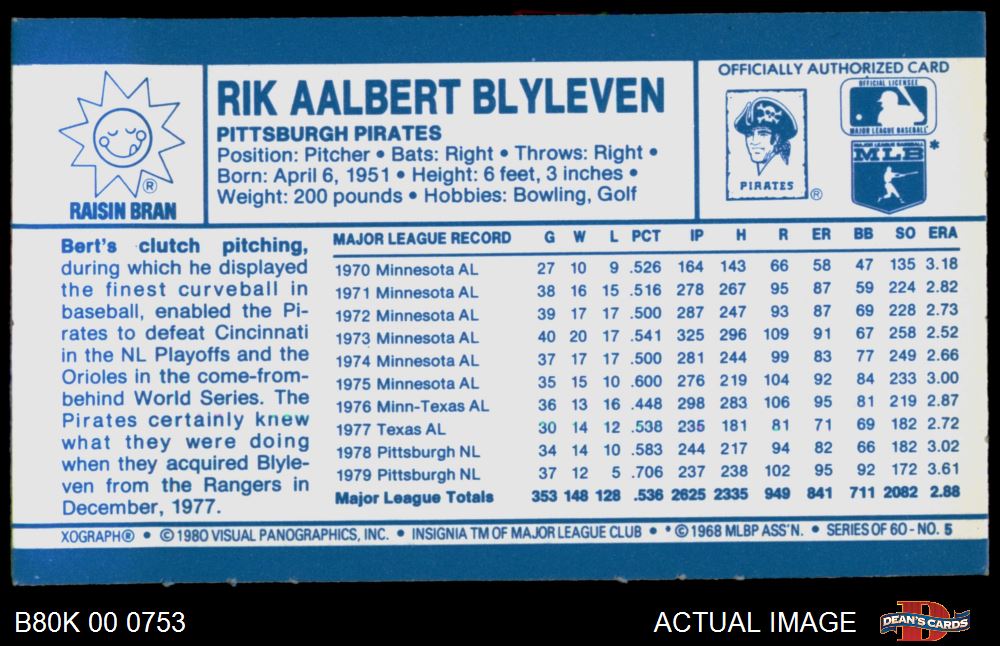 RIK AALBERT BLYLEVEN
PITTSBURGH PIRATES
Position: Pitcher • Bats: Right • Throws: Right •
Born: April 6, 1951 • Height: 6 feet, 3 inches •
Weight: 200 pounds • Hobbies: Bowling, Golf
®
RAISIN BRAN
OFFICIALLY AUTHORIZED CARD
PIRATES
®
OFFICIAL LICENSEE
MAJOR LEAGUE BASEBALL
MAJOR LEAGUE BASEBALL
MLB *
Bert's clutch pitching,
during which he displayed
the finest curveball in
baseball, enabled the Pi-
rates to defeat Cincinnati
in the NL Playoffs and the
Orioles in the come-from-
behind World Series. The
Pirates certainly knew
what they were doing
when they acquired Blyle-
ven from the Rangers in
December, 1977.
MAJOR LEAGUE RECORD G W L PCT IP H R ER BB SO ERA
1970 Minnesota AL 27 10 9 .526 164 143 66 58 47 135 3.18
1971 Minnesota AL 38 16 15 .516 278 267 95 87 59 224 2.82
1972 Minnesota AL 39 17 17 .500 287 247 93 87 69 228 2.73
1973 Minnesota AL 40 20 17 .541 325 296 109 91 67 258 2.52
1974 Minnesota AL 37 17 17 .500 281 244 99 83 77 249 2.66
1975 Minnesota AL 35 15 10 .600 276 219 104 92 84 233 3.00
1976 Minn-Texas AL 36 13 16 .448 298 283 106 95 81 219 2.87
1977 Texas AL 30 14 12 .538 235 181 81 71 69 182 2.72
1978 Pittsburgh NL 34 14 10 .583 244 217 94 82 66 182 3.02
1979 Pittsburgh NL 37 12 5 .706 237 238 102 95 92 172 3.61
Major League Totals 353 148 128 .536 2625 2335 949 841 711 2082 2.88
XOGRAPH® • ©1980 VISUAL PANOGRAPHICS, INC. • INSIGNIA TM OF MAJOR LEAGUE CLUB • *©1968 MLBP ASS'N. • SERIES OF 60 - NO. 5
B80K 00 0753
ACTUAL IMAGE
D
DEAN'S CARDS